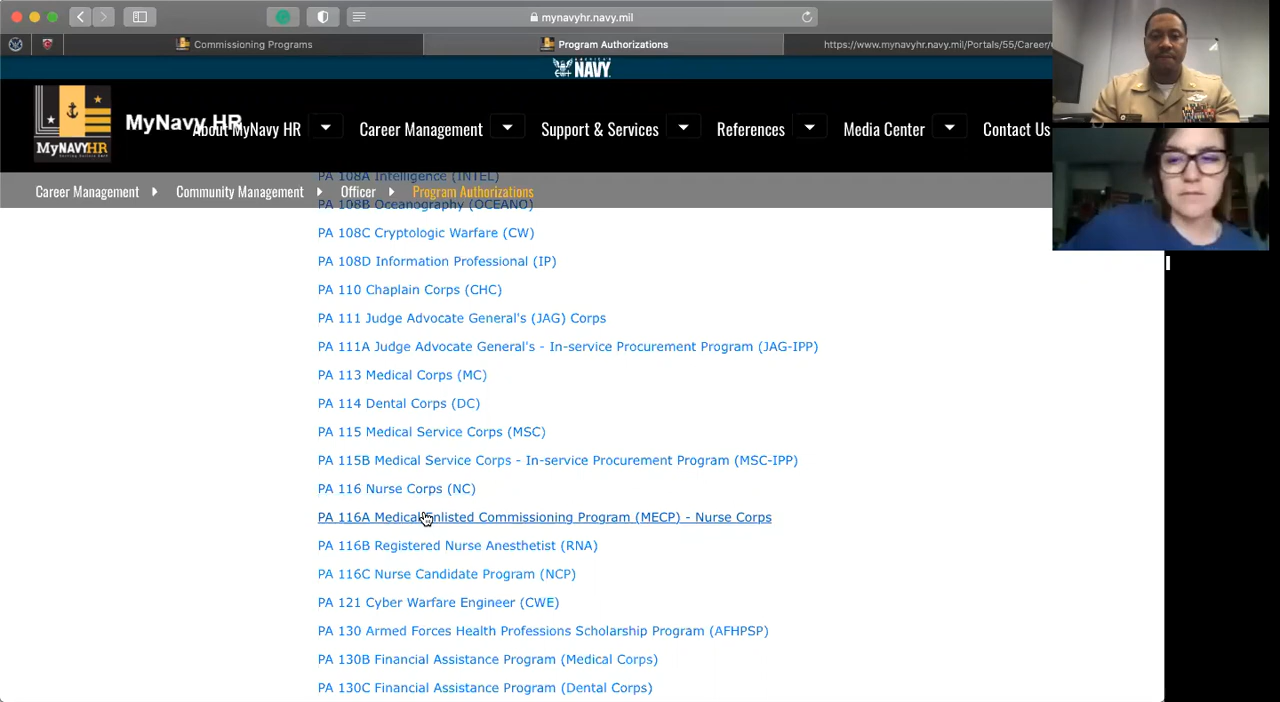 mynavyhr.navy.mil
Commissioning Programs
Program Authorizations
https://www.mynavyhr.navy.mil/Portals/55/Career/
AMERICA'S
NAVY
MyNAVYHR
MyNavy HR
About MyNavy HR
Career Management
Support & Services
References
Media Center
Contact Us
Career Management
Community Management
Officer
Program Authorizations
PA 108A Intelligence (INTEL)
PA 108B Oceanography (OCEANO)
PA 108C Cryptologic Warfare (CW)
PA 108D Information Professional (IP)
PA 110 Chaplain Corps (CHC)
PA 111 Judge Advocate General's (JAG) Corps
PA 111A Judge Advocate General's - In-service Procurement Program (JAG-IPP)
PA 113 Medical Corps (MC)
PA 114 Dental Corps (DC)
PA 115 Medical Service Corps (MSC)
PA 115B Medical Service Corps - In-service Procurement Program (MSC-IPP)
PA 116 Nurse Corps (NC)
PA 116A Medical Enlisted Commissioning Program (MECP) - Nurse Corps
PA 116B Registered Nurse Anesthetist (RNA)
PA 116C Nurse Candidate Program (NCP)
PA 121 Cyber Warfare Engineer (CWE)
PA 130 Armed Forces Health Professions Scholarship Program (AFHPSP)
PA 130B Financial Assistance Program (Medical Corps)
PA 130C Financial Assistance Program (Dental Corps)